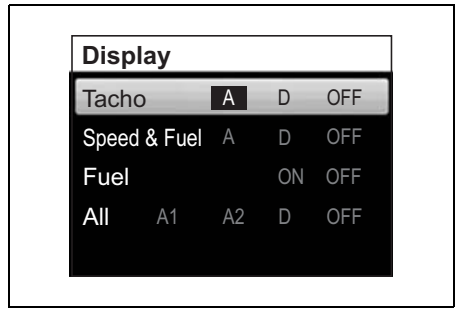 Display
Tacho A D OFF
Speed & Fuel A D OFF
Fuel ON OFF
All A1 A2 D OFF